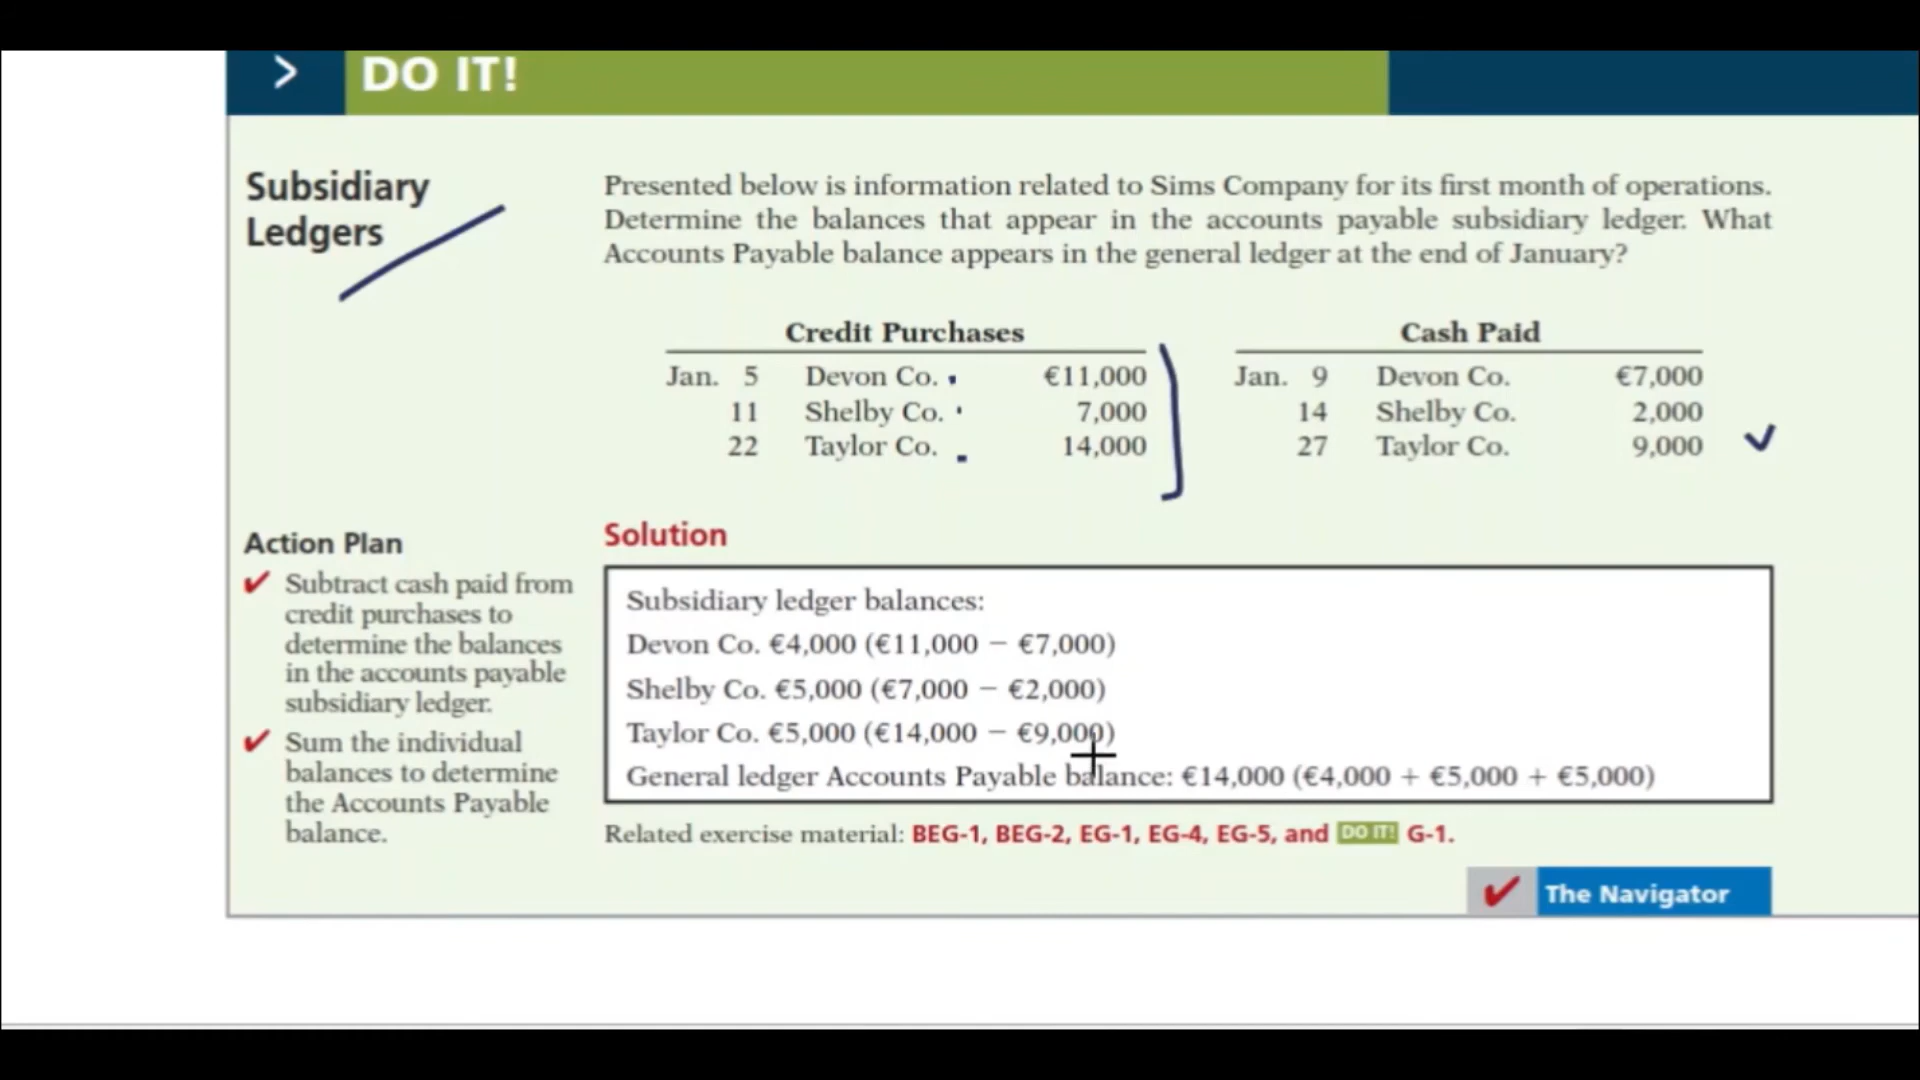 > DO IT!
Subsidiary
Ledgers
Presented below is information related to Sims Company for its first month of operations.
Determine the balances that appear in the accounts payable subsidiary ledger. What
Accounts Payable balance appears in the general ledger at the end of January?
Credit Purchases
Jan. 5 Devon Co. €11,000
11 Shelby Co. 7,000
22 Taylor Co. 14,000
Cash Paid
Jan. 9 Devon Co. €7,000
14 Shelby Co. 2,000
27 Taylor Co. 9,000
Action Plan
✔ Subtract cash paid from
credit purchases to
determine the balances
in the accounts payable
subsidiary ledger.
✔ Sum the individual
balances to determine
the Accounts Payable
balance.
Solution
Subsidiary ledger balances:
Devon Co. €4,000 (€11,000 − €7,000)
Shelby Co. €5,000 (€7,000 − €2,000)
Taylor Co. €5,000 (€14,000 − €9,000)
General ledger Accounts Payable balance: €14,000 (€4,000 + €5,000 + €5,000)
Related exercise material: BEG-1, BEG-2, EG-1, EG-4, EG-5, and DO IT! G-1.
✔ The Navigator